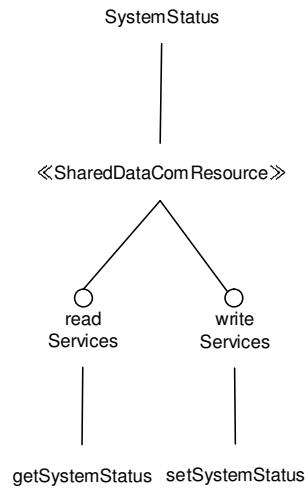 SystemStatus
≪SharedDataComResource≫
read
Services
write
Services
getSystemStatus
setSystemStatus